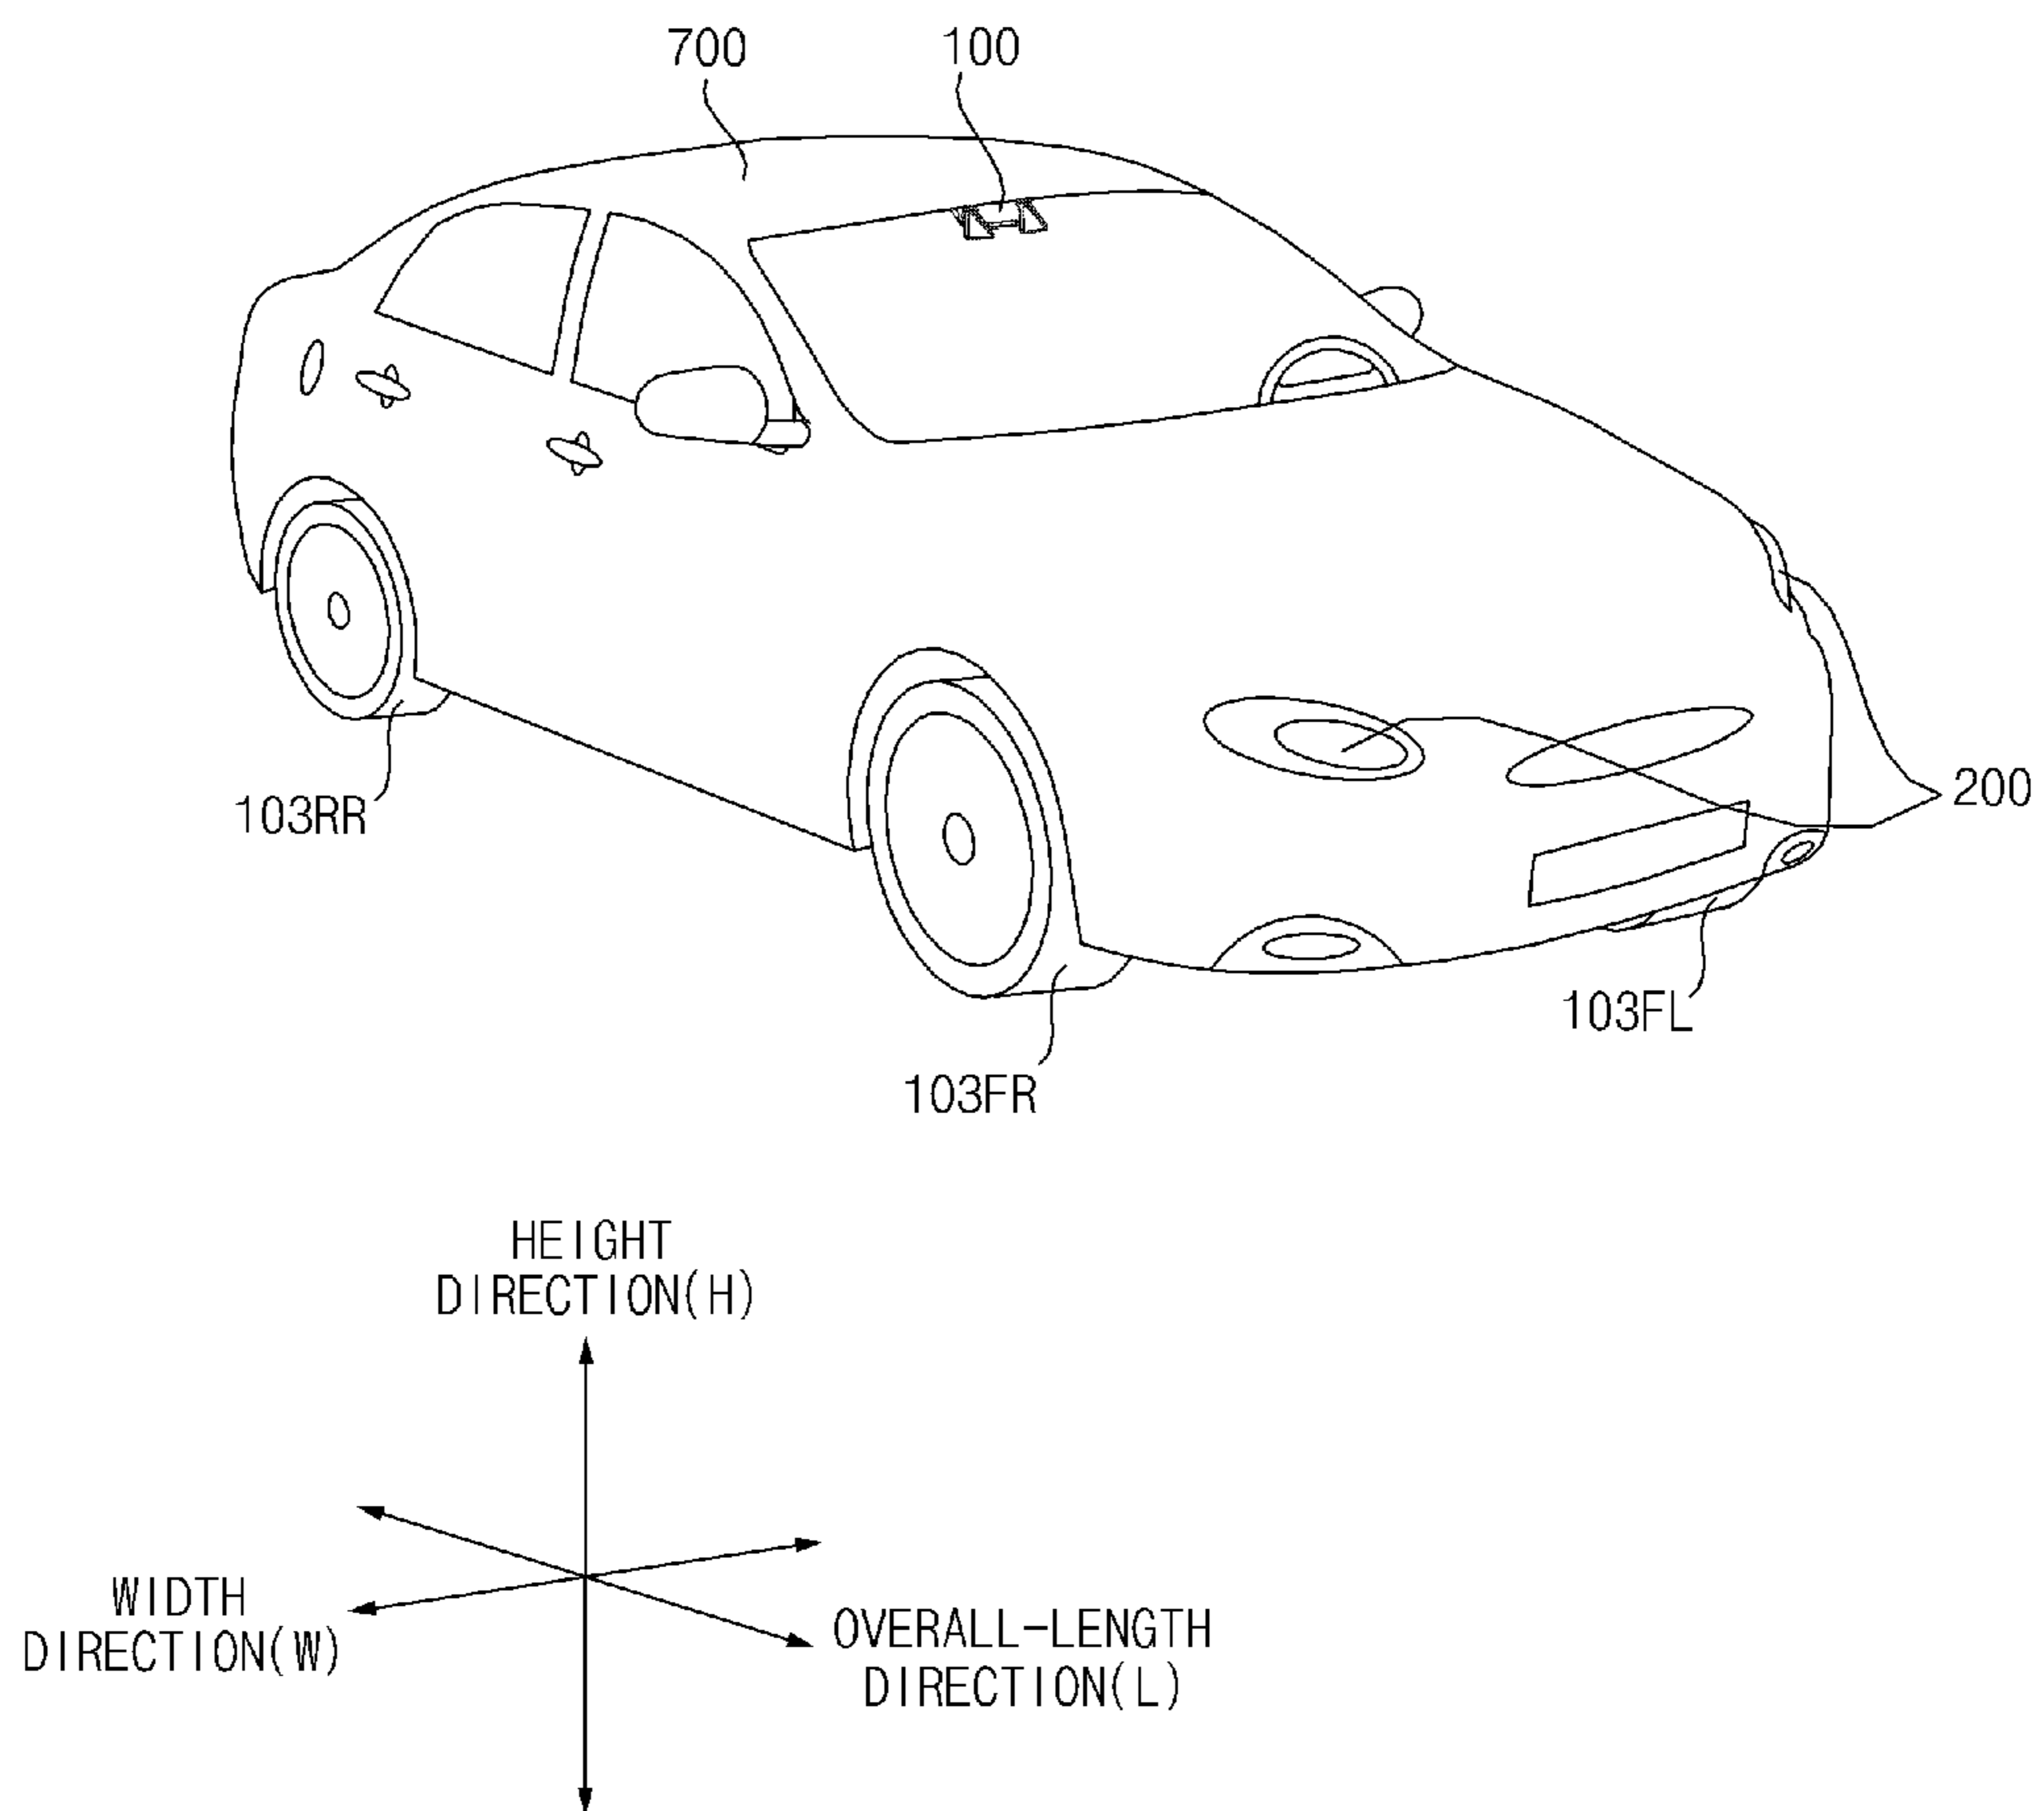 700
100
200
103RR
103FL
103FR
HEIGHT
DIRECTION(H)
WIDTH
DIRECTION(W)
OVERALL-LENGTH
DIRECTION(L)